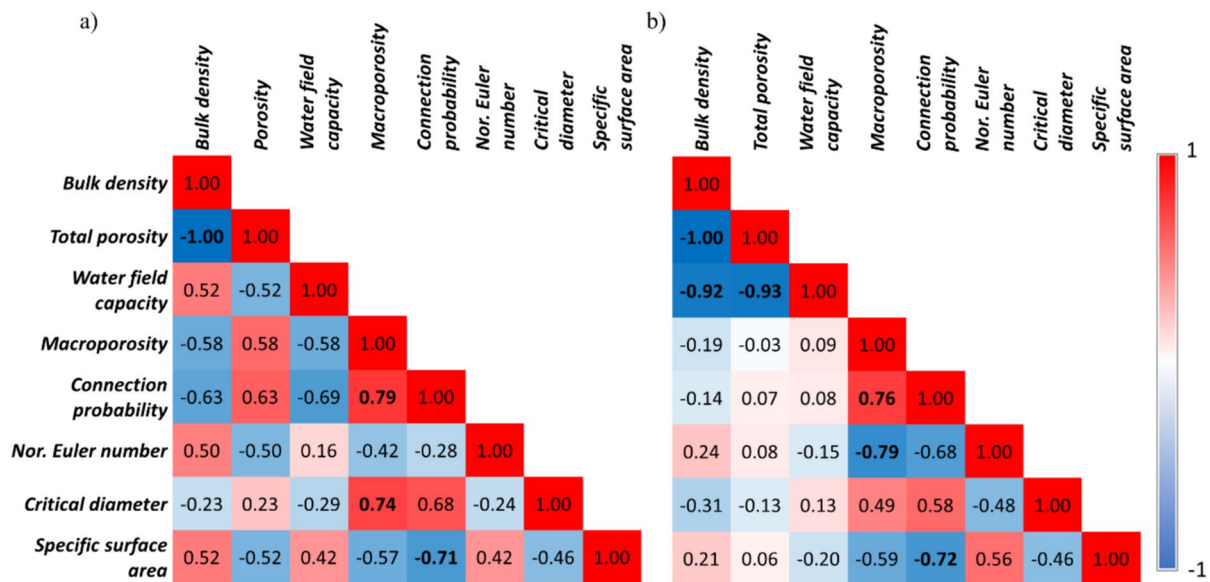 a)
Bulk density
Porosity
Water field
capacity
Macroporosity
Connection
probability
Nor. Euler
number
Critical
diameter
Specific
surface area
b)
Bulk density
Total porosity
Water field
capacity
Macroporosity
Connection
probability
Nor. Euler
number
Critical
diameter
Specific
surface area
Bulk density 1.00 1.00
Total porosity -1.00 1.00 -1.00 1.00
Water field
capacity 0.52 -0.52 1.00 -0.92 -0.93 1.00
Macroporosity -0.58 0.58 -0.58 1.00 -0.19 -0.03 0.09 1.00
Connection
probability -0.63 0.63 -0.69 0.79 1.00 -0.14 0.07 0.08 0.76 1.00
Nor. Euler number 0.50 -0.50 0.16 -0.42 -0.28 1.00 0.24 0.08 -0.15 -0.79 -0.68 1.00
Critical diameter -0.23 0.23 -0.29 0.74 0.68 -0.24 1.00 -0.31 -0.13 0.13 0.49 0.58 -0.48 1.00
Specific surface
area 0.52 -0.52 0.42 -0.57 -0.71 0.42 -0.46 1.00 0.21 0.06 -0.20 -0.59 -0.72 0.56 -0.46 1.00
1
-1